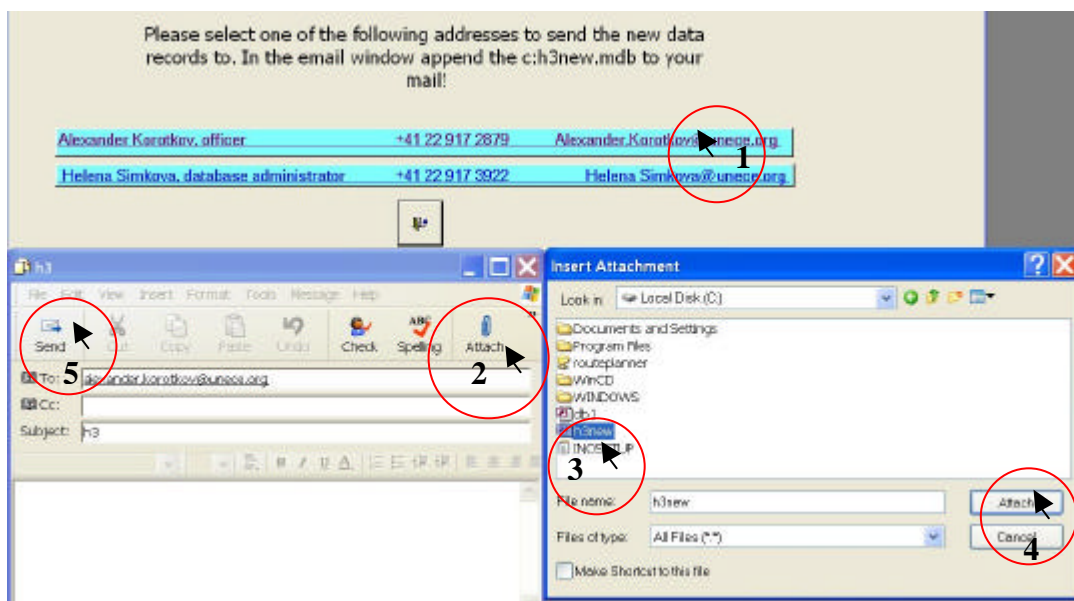 Please select one of the following addresses to send the new data
records to. In the email window append the c:h3new.mdb to your
mail!
Alexander Korotkov, officer +41 22 917 2879 Alexander.Korotkov@unece.org
1
Helena Simkova, database administrator +41 22 917 3922 Helena Simkova@unece.org
h3
File Edit View Insert Format Tools Message Help
Send Cut Copy Paste Undo Check Spelling Attach
5
2
To: alexander.korotkov@unece.org
Cc:
Subject: h3
Insert Attachment
Look in: Local Disk (C:)
Documents and Settings
Program Files
routeplanner
WinCD
WINDOWS
db1
h3new
3
File name: h3new Attach
Files of type: All Files (*.*) Cancel
4
Make Shortcut to this file